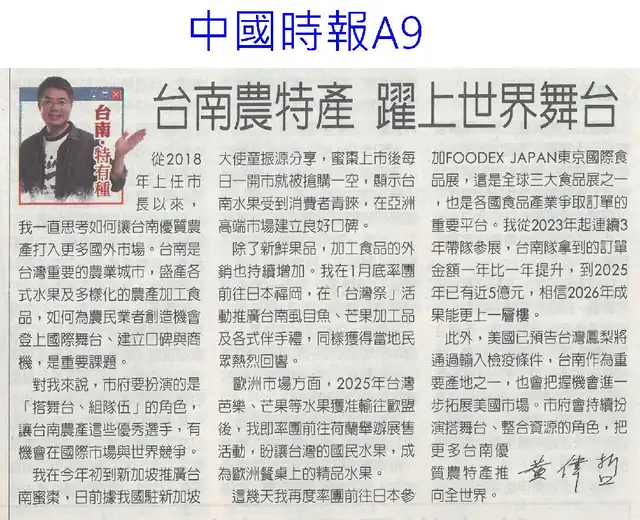 中國時報A9
台南農特產 躍上世界舞台
台南·特有種
從2018
年上任市
長以來，
我一直思考如何讓台南優質農
產打入更多國外市場。台南是
台灣重要的農業城市，盛產各
式水果及多樣化的農產加工食
品，如何為農民業者創造機會
登上國際舞台、建立口碑與商
機，是重要課題。
對我來說，市府要扮演的是
「搭舞台、組隊伍」的角色，
讓台南農產這些優秀選手，有
機會在國際市場與世界競爭。
我在今年初到新加坡推廣台
南蜜棗，日前據我國駐新加坡
大使童振源分享，蜜棗上市後每
日一開市就被搶購一空，顯示台
南水果受到消費者青睞，在亞洲
高端市場建立良好口碑。
除了新鮮果品，加工食品的外
銷也持續增加。我在1月底率團
前往日本福岡，在「台灣祭」活
動推廣台南虱目魚、芒果加工品
及各式伴手禮，同樣獲得當地民
眾熱烈回響。
歐洲市場方面，2025年台灣
芭樂、芒果等水果獲准輸往歐盟
後，我即率團前往荷蘭舉辦展售
活動，盼讓台灣的國民水果，成
為歐洲餐桌上的精品水果。
這幾天我再度率團前往日本參
加FOODEX JAPAN東京國際食
品展，這是全球三大食品展之一
，也是各國食品產業爭取訂單的
重要平台。我從2023年起連續3
年帶隊參展，台南隊拿到的訂單
金額一年比一年提升，到2025
年已有近5億元，相信2026年成
果能更上一層樓。
此外，美國已預告台灣鳳梨將
通過輸入檢疫條件，台南作為重
要產地之一，也會把握機會進一
步拓展美國市場。市府會持續扮
演搭舞台、整合資源的角色，把
更多台南優
質農特產推
向全世界。
黃偉哲